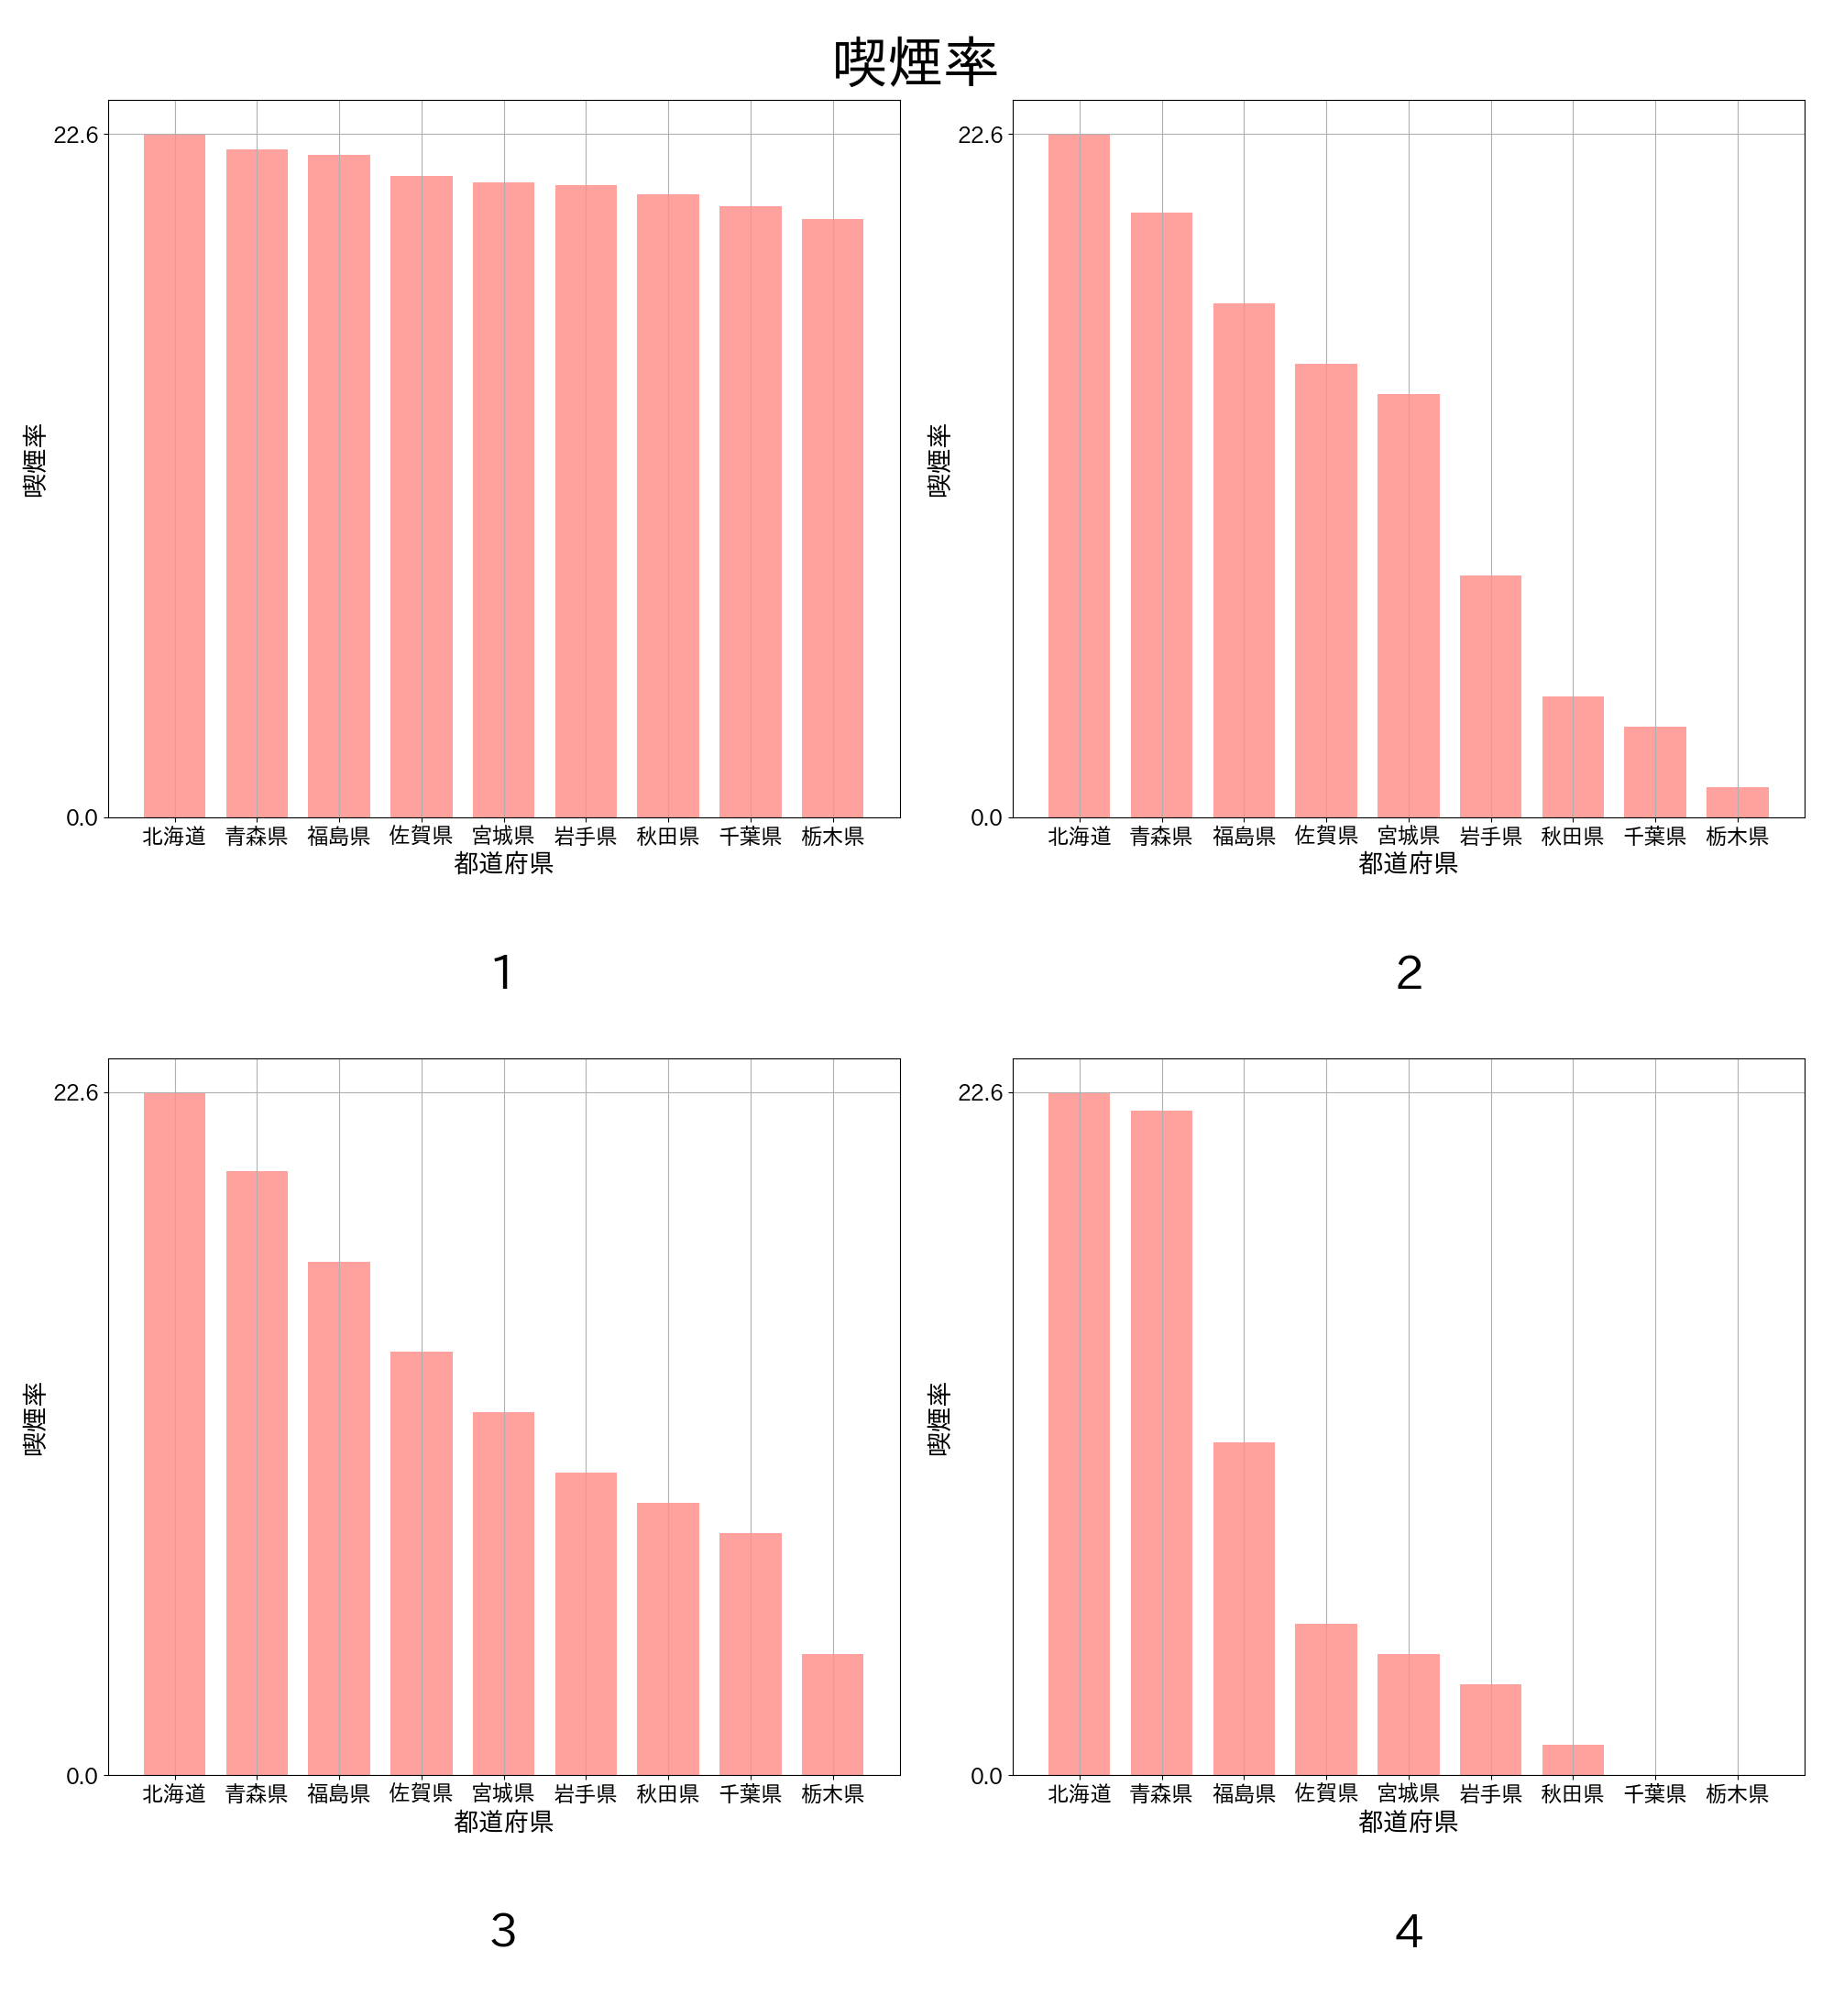 喫煙率
22.6
0.0
喫煙率
北海道 青森県 福島県 佐賀県 宮城県 岩手県 秋田県 千葉県 栃木県
都道府県
1
22.6
0.0
喫煙率
北海道 青森県 福島県 佐賀県 宮城県 岩手県 秋田県 千葉県 栃木県
都道府県
2
22.6
0.0
喫煙率
北海道 青森県 福島県 佐賀県 宮城県 岩手県 秋田県 千葉県 栃木県
都道府県
3
22.6
0.0
喫煙率
北海道 青森県 福島県 佐賀県 宮城県 岩手県 秋田県 千葉県 栃木県
都道府県
4